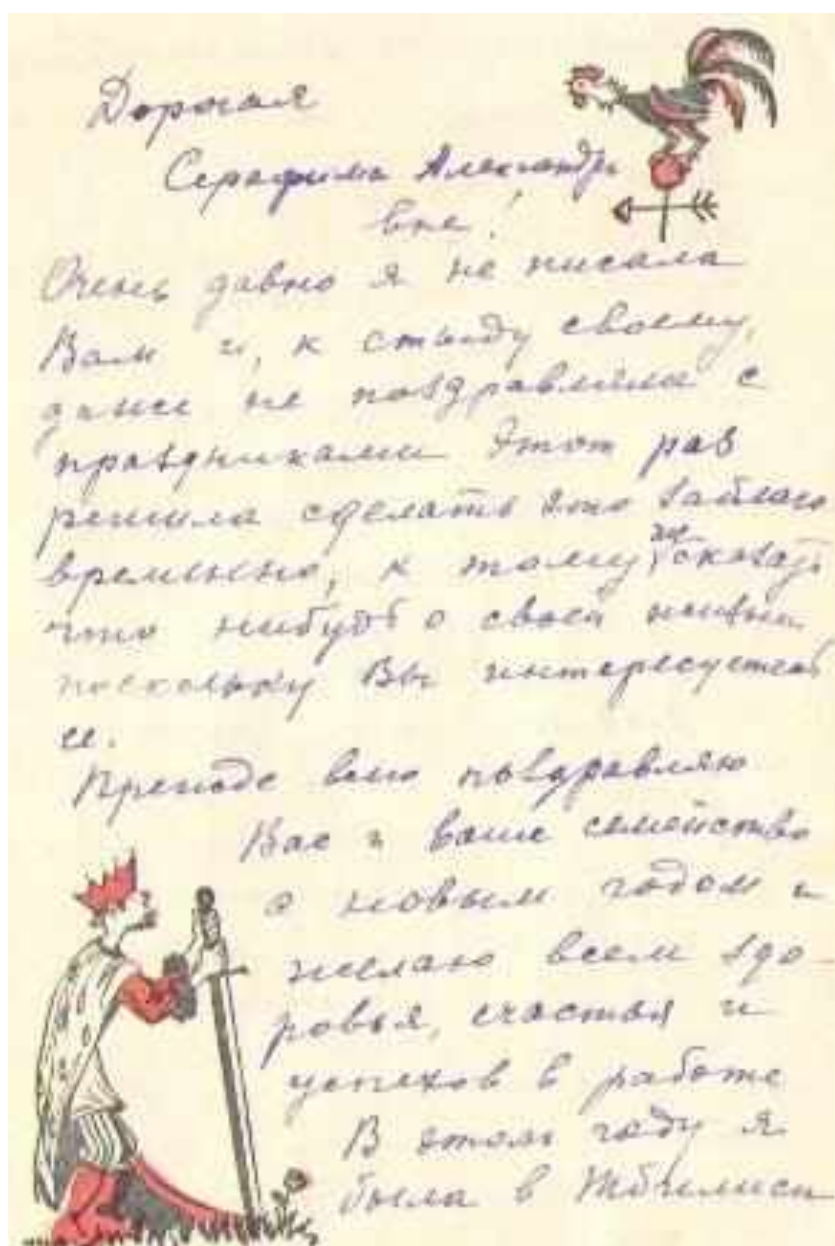 Дорогая
Серафима Александро
вна!
Очень давно я не писала
Вам и, к стыду своему,
даже не поздравляла с
праздниками Этот раз
решила сделать это заблаго
временно, к тому же сказать
что нибудь о своей жизни
поскольку Вы интересуетесь
ей.
Прежде всего поздравляю
Вас и ваше семейство
с новым годом и
желаю всем здо-
ровья, счастья и
успехов в работе
В этом году я
была в Тбилиси